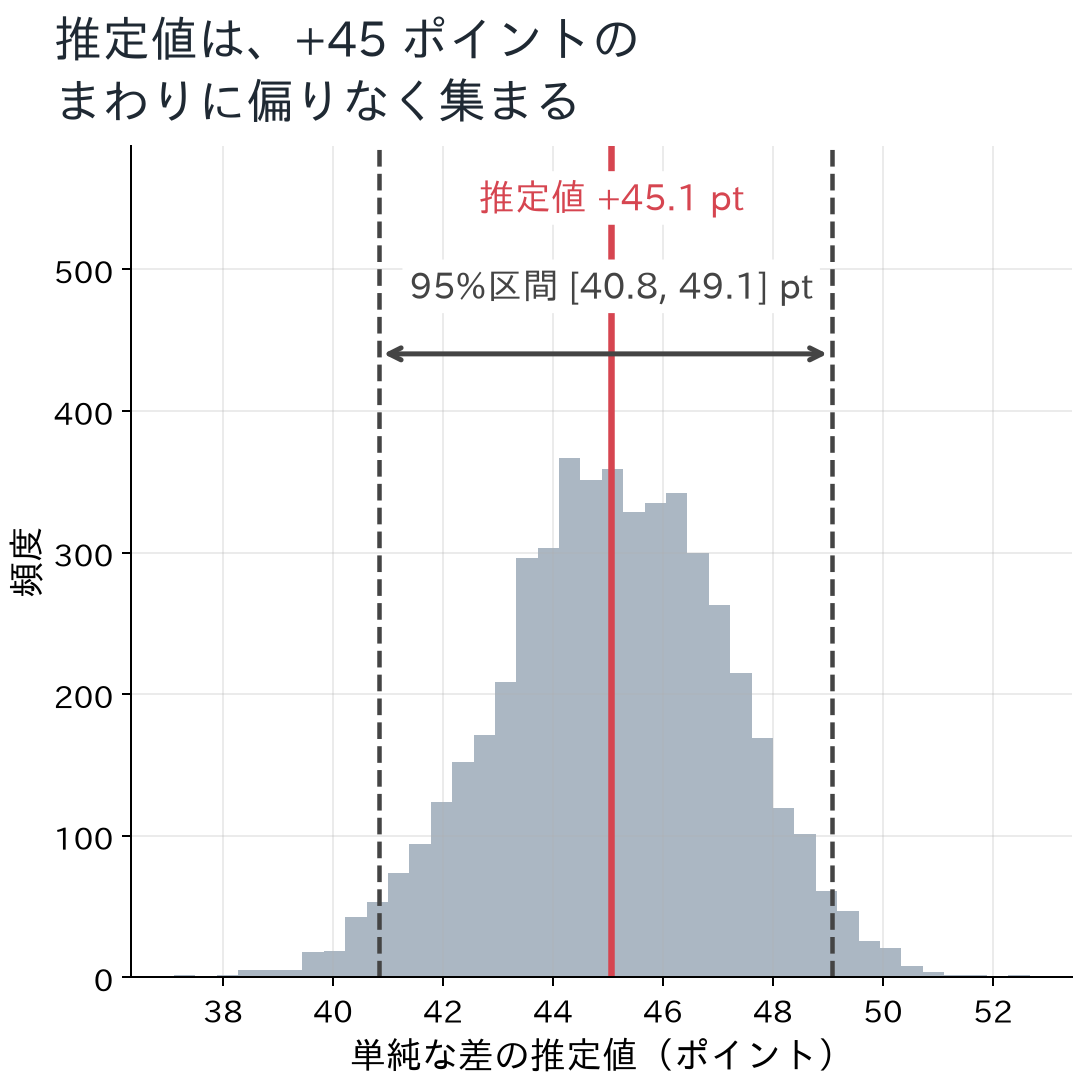 推定値は、+45 ポイントの
まわりに偏りなく集まる
推定値 +45.1 pt
95%区間 [40.8, 49.1] pt
500
400
300
200
100
0
頻度
38 40 42 44 46 48 50 52
単純な差の推定値（ポイント）